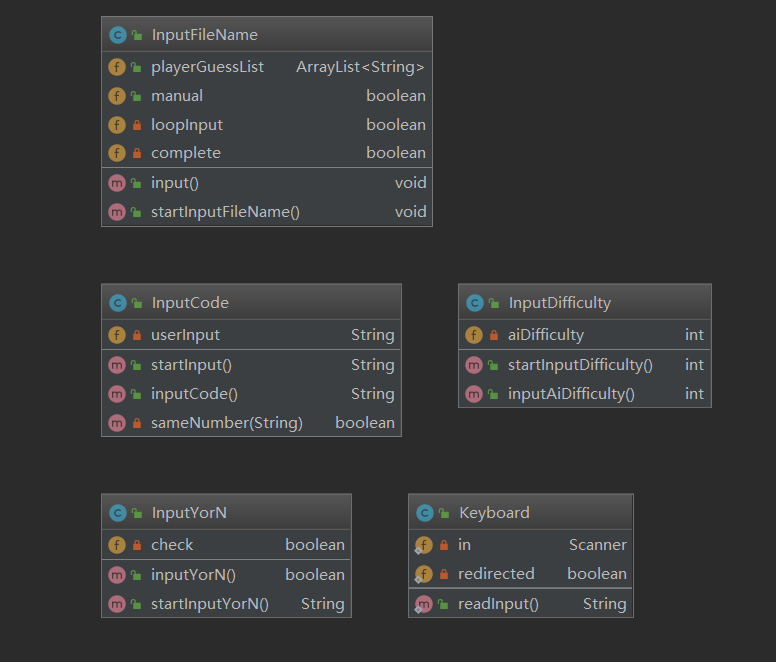 InputFileName
playerGuessList ArrayList<String>
manual boolean
loopInput boolean
complete boolean
input() void
startInputFileName() void
InputCode
userInput String
startInput() String
inputCode() String
sameNumber(String) boolean
InputDifficulty
aiDifficulty int
startInputDifficulty() int
inputAiDifficulty() int
InputYorN
check boolean
inputYorN() boolean
startInputYorN() String
Keyboard
in Scanner
redirected boolean
readInput() String